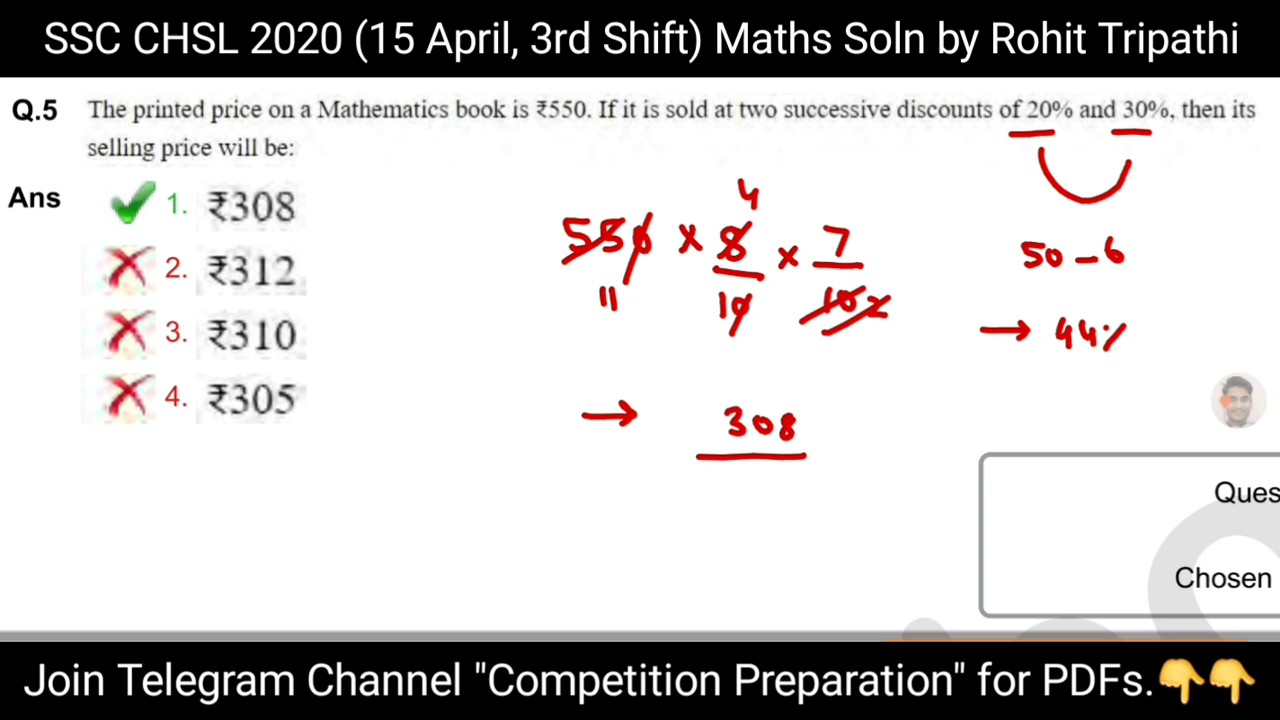 SSC CHSL 2020 (15 April, 3rd Shift) Maths Soln by Rohit Tripathi
Q.5 The printed price on a Mathematics book is ₹550. If it is sold at two successive discounts of 20% and 30%, then its
selling price will be:
Ans
1. ₹308
2. ₹312
3. ₹310
4. ₹305
4
550 × 8/10 × 7/10 2
11
→ 308
50 - 6
→ 44%
Ques
Chosen
Join Telegram Channel "Competition Preparation" for PDFs.👇👇